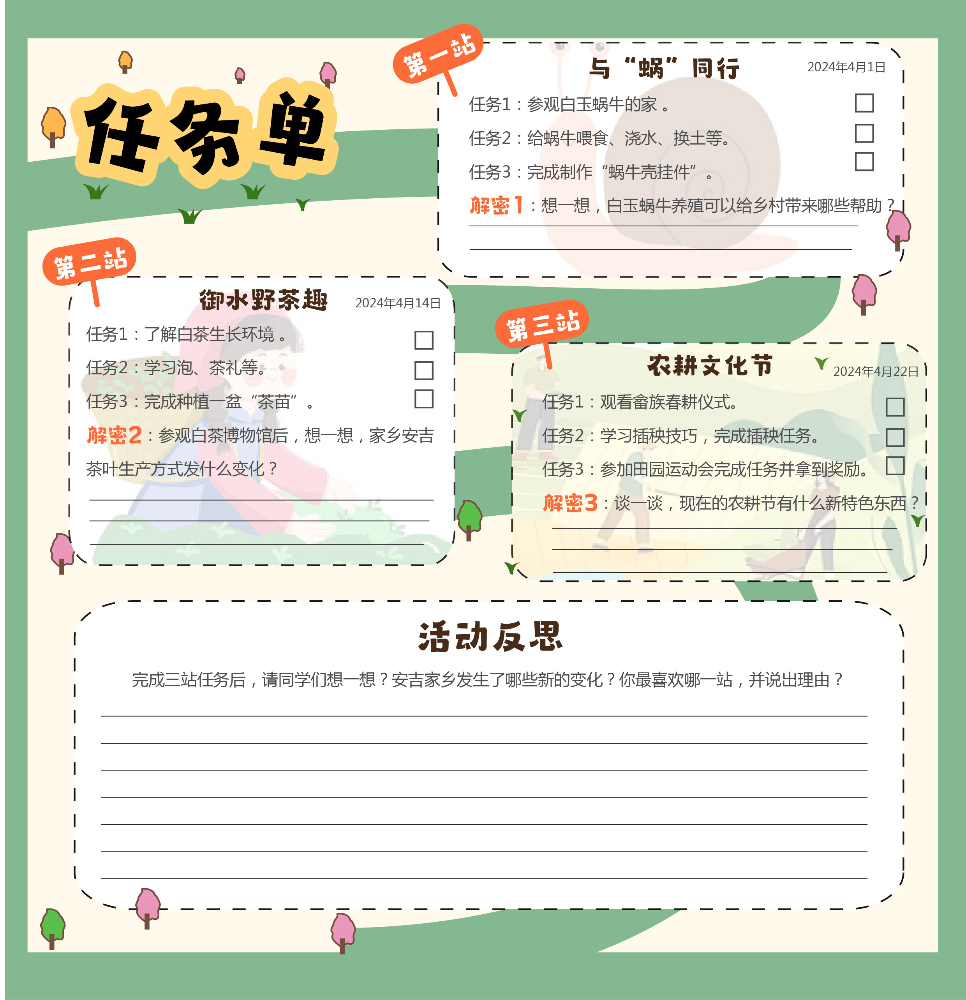 任务单
第一站
与“蜗”同行
2024年4月1日
任务1：参观白玉蜗牛的家 。
任务2：给蜗牛喂食、浇水、换土等。
任务3：完成制作“蜗牛壳挂件” 。
解密1：想一想，白玉蜗牛养殖可以给乡村带来哪些帮助？
第二站
御水野茶趣
2024年4月14日
任务1：了解白茶生长环境 。
任务2：学习泡、茶礼等。
任务3：完成种植一盆“茶苗” 。
解密2：参观白茶博物馆后，想一想，家乡安吉
茶叶生产方式发什么变化？
第三站
农耕文化节
2024年4月22日
任务1：观看畲族春耕仪式。
任务2：学习插秧技巧，完成插秧任务。
任务3：参加田园运动会完成任务并拿到奖励。
解密3：谈一谈，现在的农耕节有什么新特色东西？
活动反思
完成三站任务后，请同学们想一想？安吉家乡发生了哪些新的变化？你最喜欢哪一站，并说出理由？